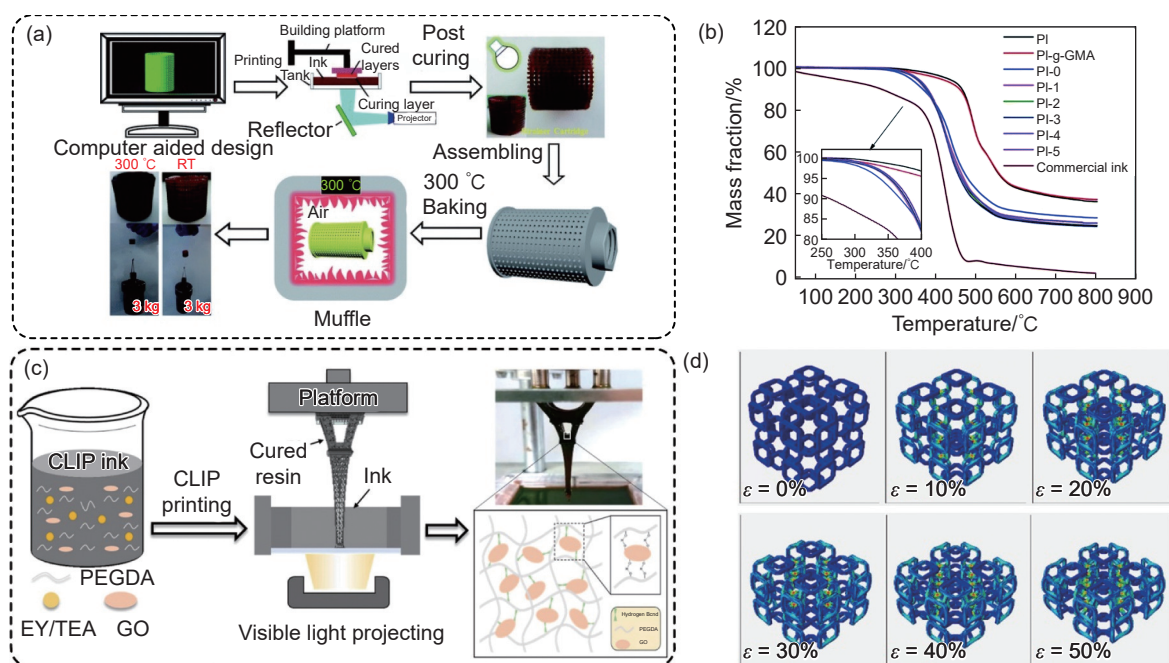 (a)
Building platform
Printing
Ink
Tank
Cured
layers
Curing layer
Reflector
Projector
Post
curing
Computer aided design
Assembling
300 °C
RT
3 kg
3 kg
300 °C
Air
Muffle
300 °C
Baking
(b)
Mass fraction/%
120
100
80
60
40
20
0
100 200 300 400 500 600 700 800 900
Temperature/°C
PI
PI-g-GMA
PI-0
PI-1
PI-2
PI-3
PI-4
PI-5
Commercial ink
100
95
90
85
80
250 300 350 400
Temperature/°C
(c)
CLIP ink
PEGDA
EY/TEA
GO
CLIP
printing
Platform
Cured
resin
Ink
Visible light projecting
Hydrogen Bond
PEGDA
GO
(d)
ε = 0%
ε = 10%
ε = 20%
ε = 30%
ε = 40%
ε = 50%